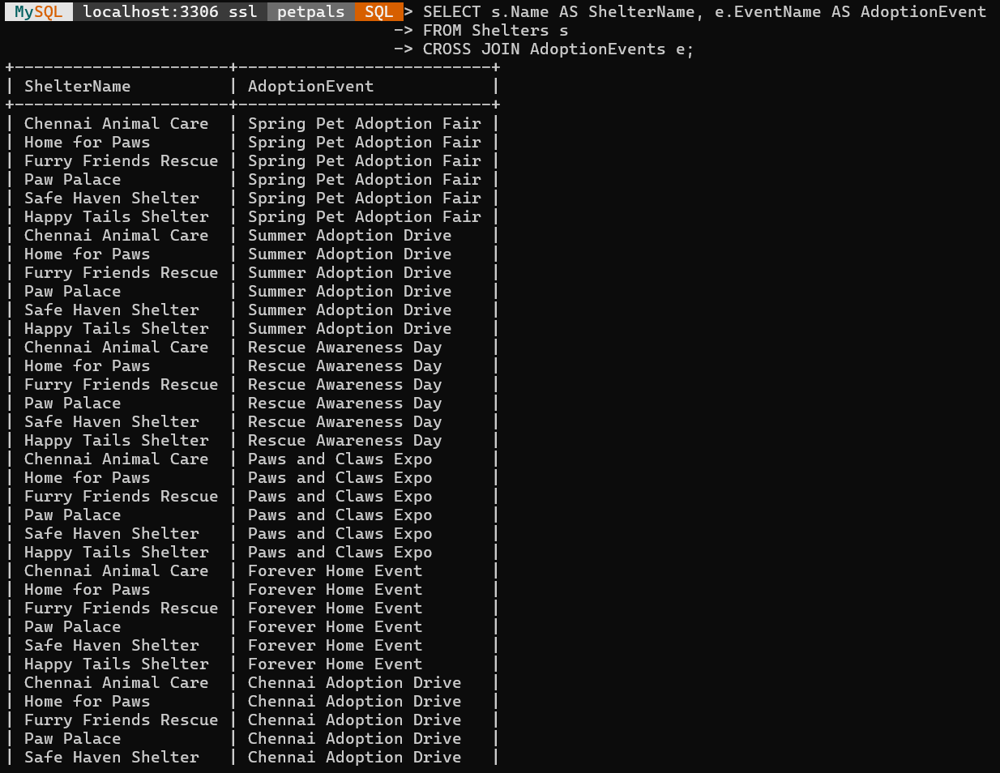 MySQL localhost:3306 ssl petpals SQL > SELECT s.Name AS ShelterName, e.EventName AS AdoptionEvent
-> FROM Shelters s
-> CROSS JOIN AdoptionEvents e;
+----------------------+--------------------------+
| ShelterName          | AdoptionEvent            |
+----------------------+--------------------------+
| Chennai Animal Care  | Spring Pet Adoption Fair |
| Home for Paws        | Spring Pet Adoption Fair |
| Furry Friends Rescue | Spring Pet Adoption Fair |
| Paw Palace           | Spring Pet Adoption Fair |
| Safe Haven Shelter   | Spring Pet Adoption Fair |
| Happy Tails Shelter  | Spring Pet Adoption Fair |
| Chennai Animal Care  | Summer Adoption Drive    |
| Home for Paws        | Summer Adoption Drive    |
| Furry Friends Rescue | Summer Adoption Drive    |
| Paw Palace           | Summer Adoption Drive    |
| Safe Haven Shelter   | Summer Adoption Drive    |
| Happy Tails Shelter  | Summer Adoption Drive    |
| Chennai Animal Care  | Rescue Awareness Day     |
| Home for Paws        | Rescue Awareness Day     |
| Furry Friends Rescue | Rescue Awareness Day     |
| Paw Palace           | Rescue Awareness Day     |
| Safe Haven Shelter   | Rescue Awareness Day     |
| Happy Tails Shelter  | Rescue Awareness Day     |
| Chennai Animal Care  | Paws and Claws Expo      |
| Home for Paws        | Paws and Claws Expo      |
| Furry Friends Rescue | Paws and Claws Expo      |
| Paw Palace           | Paws and Claws Expo      |
| Safe Haven Shelter   | Paws and Claws Expo      |
| Happy Tails Shelter  | Paws and Claws Expo      |
| Chennai Animal Care  | Forever Home Event       |
| Home for Paws        | Forever Home Event       |
| Furry Friends Rescue | Forever Home Event       |
| Paw Palace           | Forever Home Event       |
| Safe Haven Shelter   | Forever Home Event       |
| Happy Tails Shelter  | Forever Home Event       |
| Chennai Animal Care  | Chennai Adoption Drive   |
| Home for Paws        | Chennai Adoption Drive   |
| Furry Friends Rescue | Chennai Adoption Drive   |
| Paw Palace           | Chennai Adoption Drive   |
| Safe Haven Shelter   | Chennai Adoption Drive   |